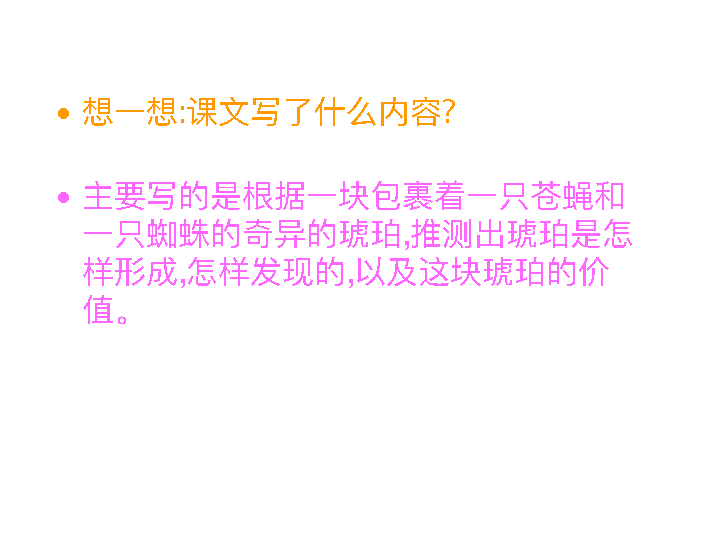 • 想一想:课文写了什么内容?
• 主要写的是根据一块包裹着一只苍蝇和
一只蜘蛛的奇异的琥珀,推测出琥珀是怎
样形成,怎样发现的,以及这块琥珀的价
值。